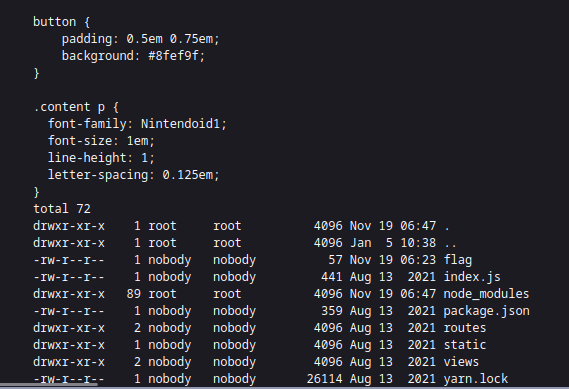 button {
    padding: 0.5em 0.75em;
    background: #8fef9f;
}

.content p {
  font-family: Nintendoid1;
  font-size: 1em;
  line-height: 1;
  letter-spacing: 0.125em;
}
total 72
drwxr-xr-x    1 root     root          4096 Nov 19 06:47 .
drwxr-xr-x    1 root     root          4096 Jan  5 10:38 ..
-rw-r--r--    1 nobody   nobody          57 Nov 19 06:23 flag
-rw-r--r--    1 nobody   nobody         441 Aug 13  2021 index.js
drwxr-xr-x   89 root     root          4096 Nov 19 06:47 node_modules
-rw-r--r--    1 nobody   nobody         359 Aug 13  2021 package.json
drwxr-xr-x    2 nobody   nobody        4096 Aug 13  2021 routes
drwxr-xr-x    1 nobody   nobody        4096 Aug 13  2021 static
drwxr-xr-x    2 nobody   nobody        4096 Aug 13  2021 views
-rw-r--r--    1 nobody   nobody       26114 Aug 13  2021 yarn.lock